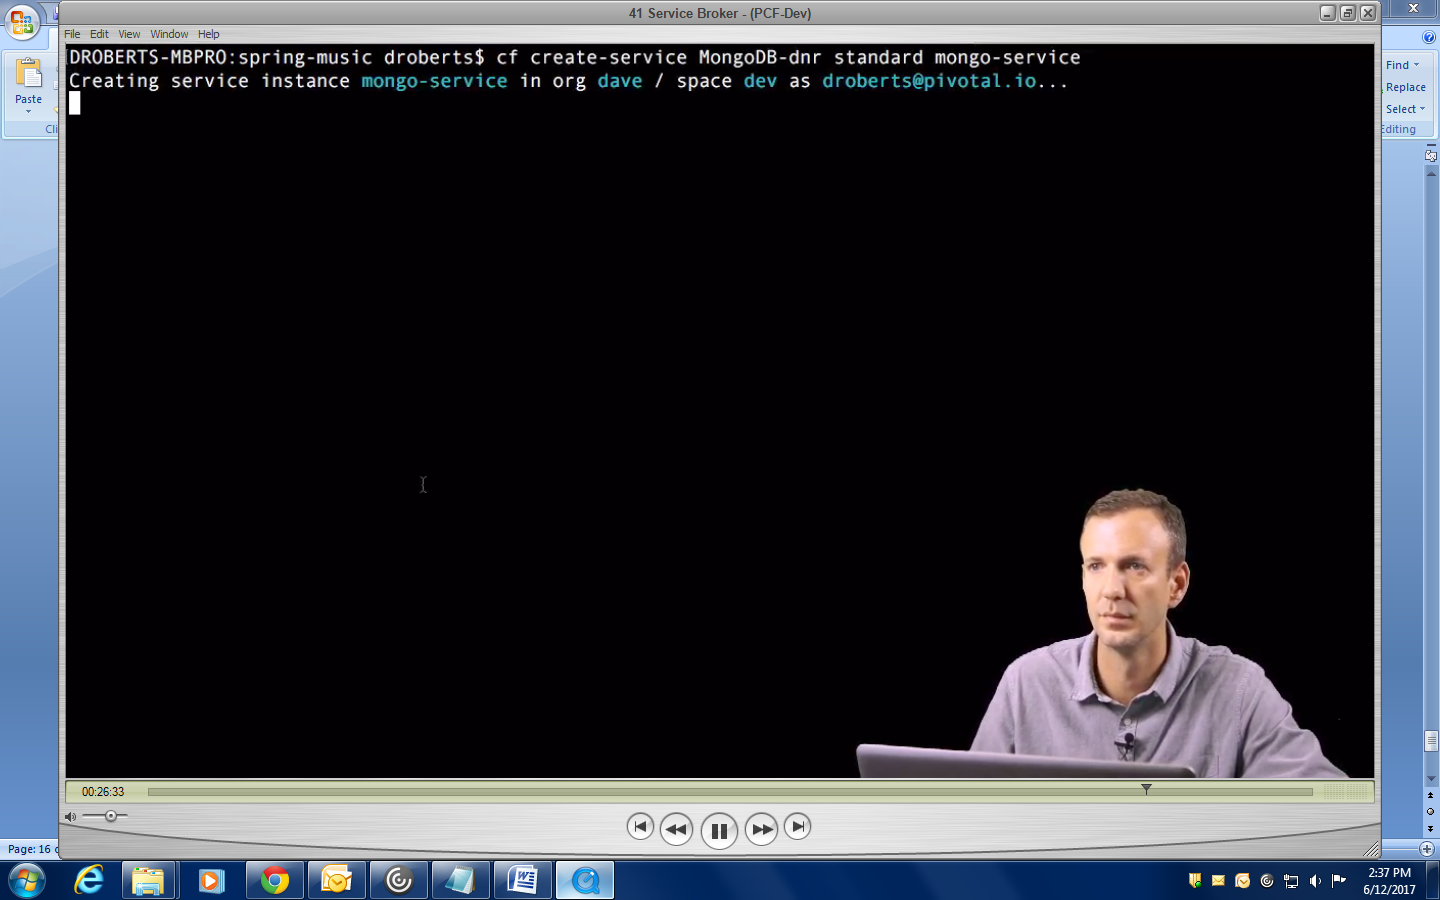 41 Service Broker - (PCF-Dev)
File Edit View Window Help
DROBERTS-MBPRO:spring-music droberts$ cf create-service MongoDB-dnr standard mongo-service
Creating service instance mongo-service in org dave / space dev as droberts@pivotal.io...
Paste
Find
Replace
Select
Editing
00:26:33
Page: 16
2:37 PM
6/12/2017